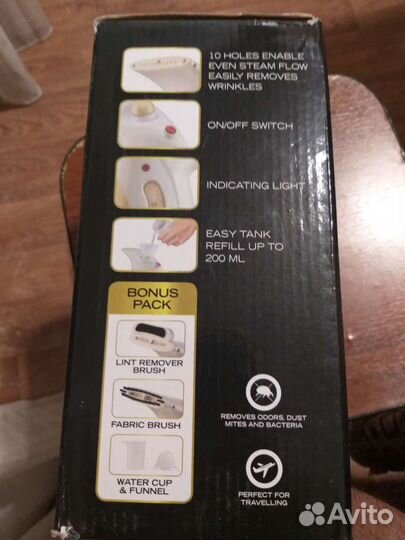 10 HOLES ENABLE
EVEN STEAM FLOW
EASILY REMOVES
WRINKLES
ON/OFF SWITCH
INDICATING LIGHT
EASY TANK
REFILL UP TO
200 ML
BONUS
PACK
LINT REMOVER
BRUSH
FABRIC BRUSH
WATER CUP
& FUNNEL
REMOVES ODORS, DUST
MITES AND BACTERIA
PERFECT FOR
TRAVELLING
Avito